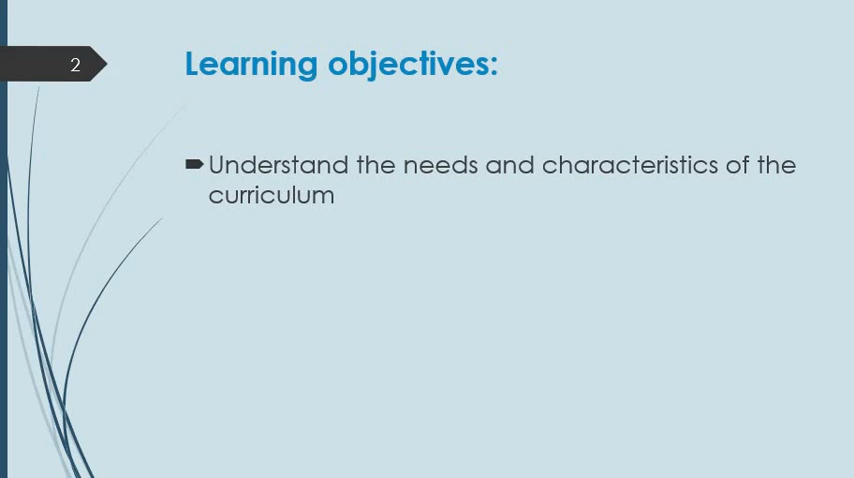 2
Learning objectives:
Understand the needs and characteristics of the
curriculum